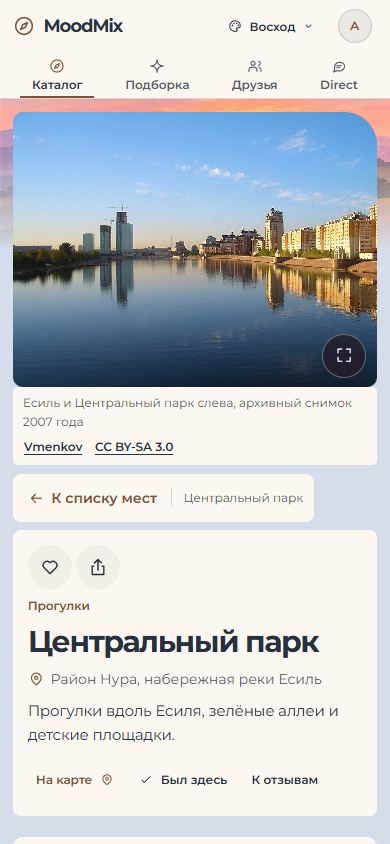 MoodMix
Восход
A
Каталог
Подборка
Друзья
Direct
Есиль и Центральный парк слева, архивный снимок
2007 года
Vmenkov CC BY-SA 3.0
К списку мест
Центральный парк
Прогулки
Центральный парк
Район Нура, набережная реки Есиль
Прогулки вдоль Есиля, зелёные аллеи и
детские площадки.
На карте
Был здесь
К отзывам